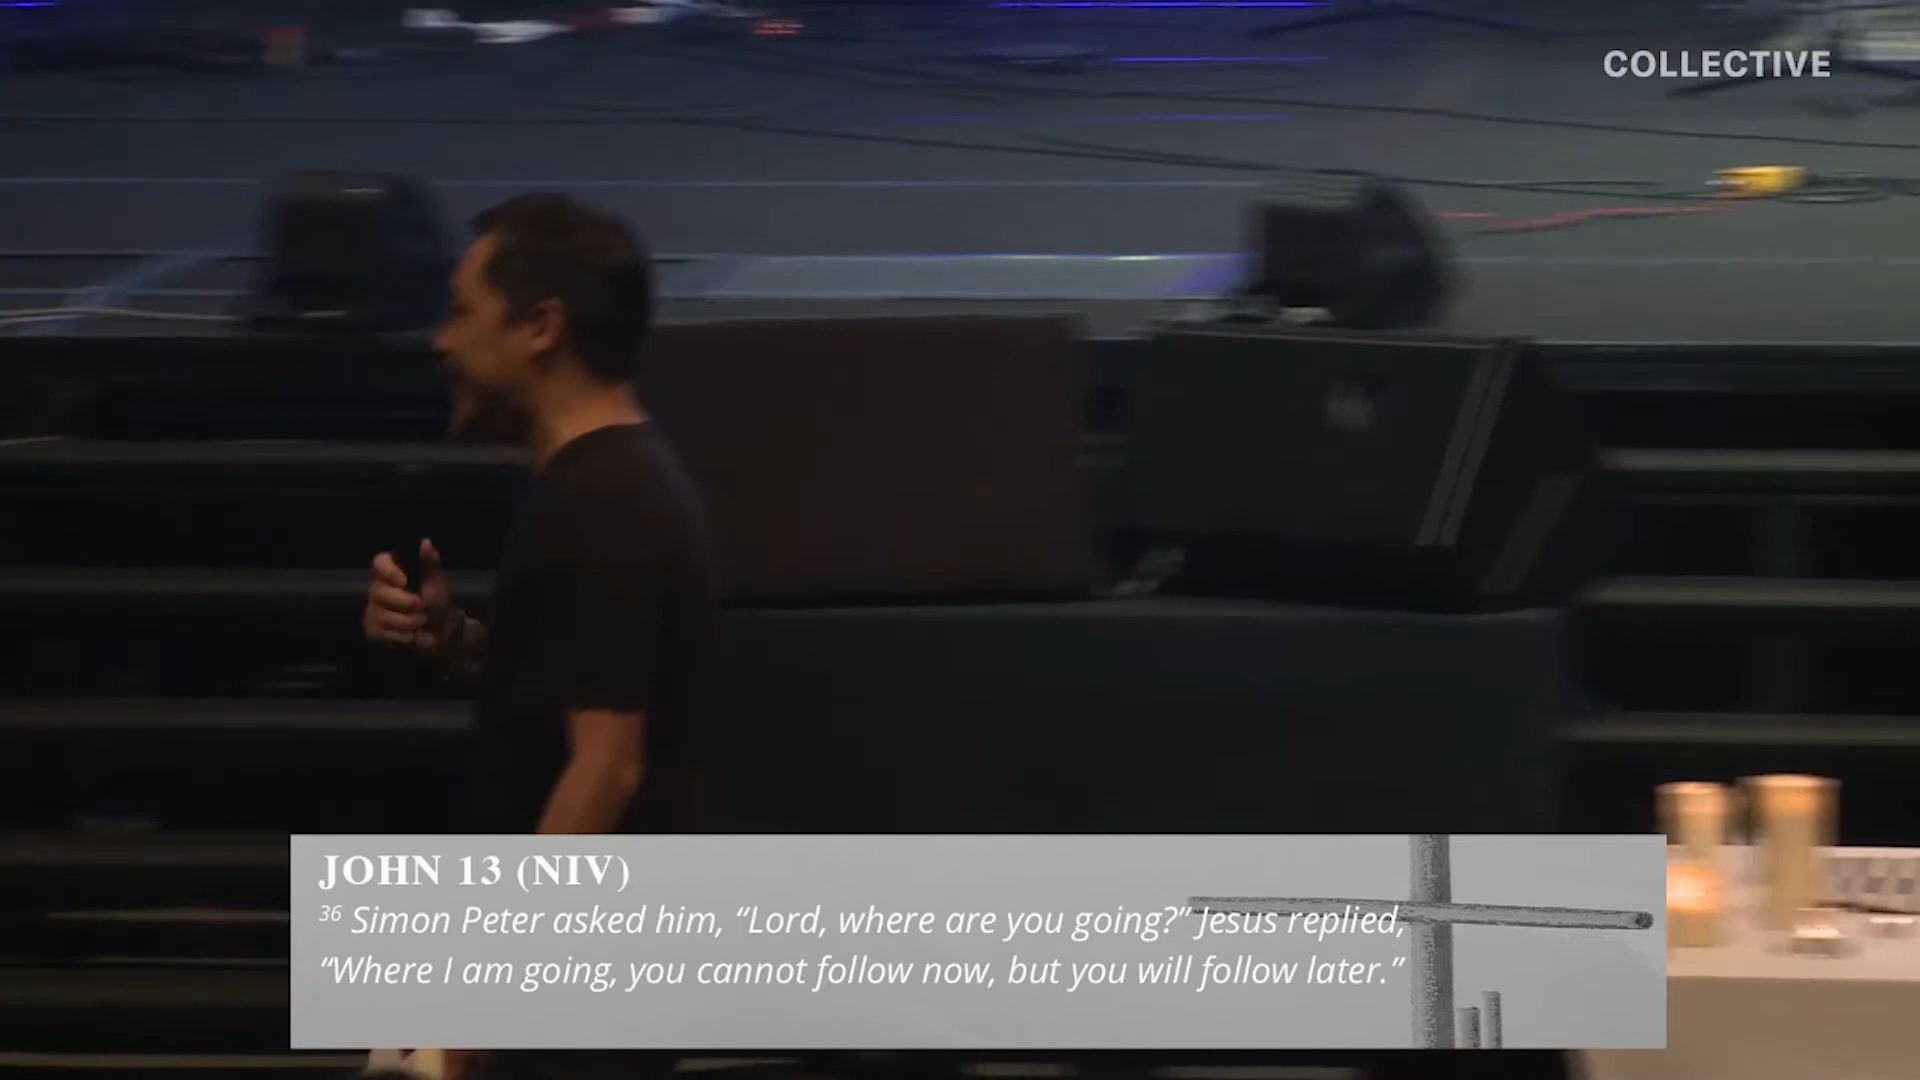 COLLECTIVE
JOHN 13 (NIV)
36 Simon Peter asked him, “Lord, where are you going?” Jesus replied,
“Where I am going, you cannot follow now, but you will follow later.”